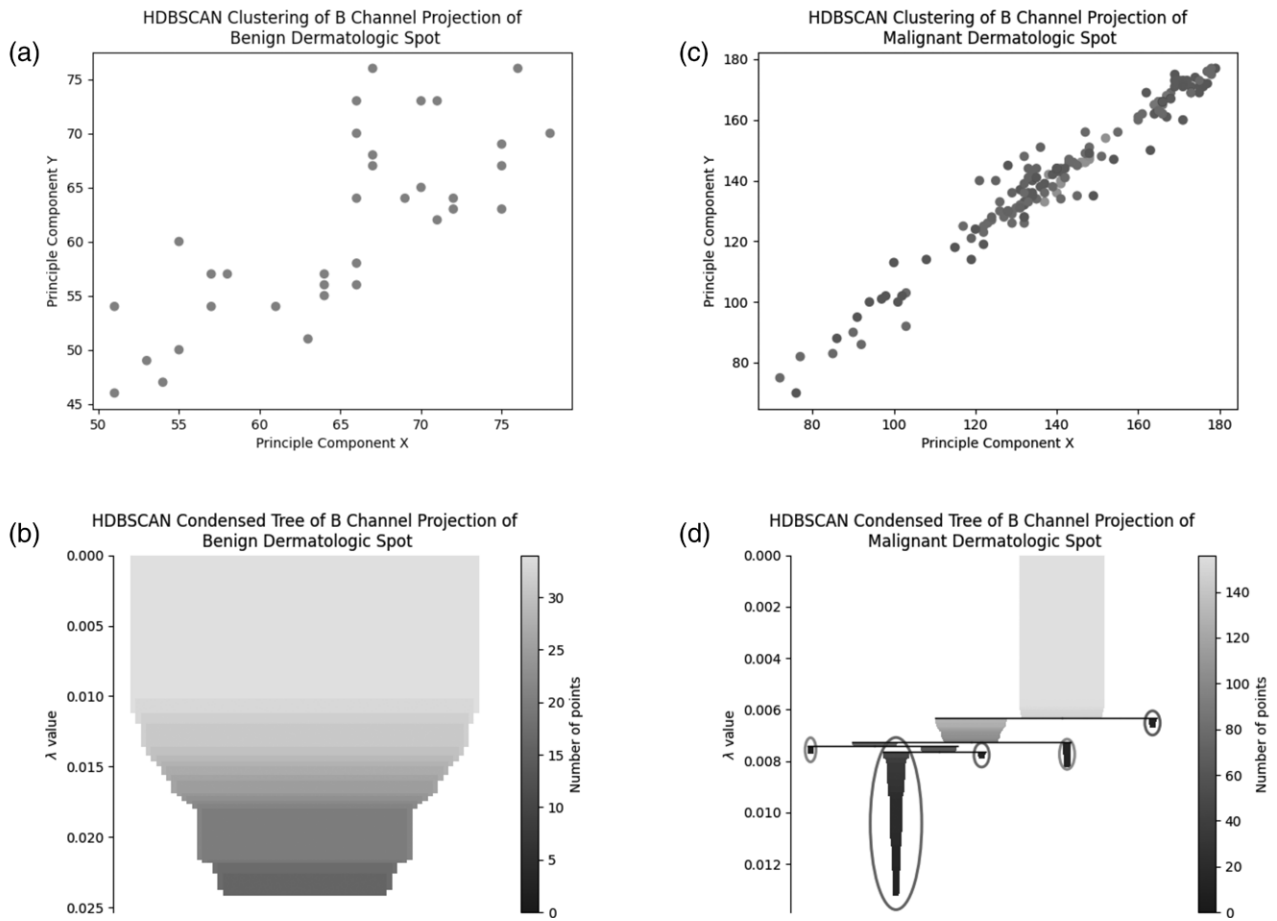 (a)
HDBSCAN Clustering of B Channel Projection of
Benign Dermatologic Spot
75
70
65
60
55
50
45
Principle Component Y
50 55 60 65 70 75
Principle Component X
(c)
HDBSCAN Clustering of B Channel Projection of
Malignant Dermatologic Spot
180
160
140
120
100
80
Principle Component Y
80 100 120 140 160 180
Principle Component X
(b)
HDBSCAN Condensed Tree of B Channel Projection of
Benign Dermatologic Spot
0.000
0.005
0.010
0.015
0.020
0.025
λ value
30
25
20
15
10
5
0
Number of points
(d)
HDBSCAN Condensed Tree of B Channel Projection of
Malignant Dermatologic Spot
0.000
0.002
0.004
0.006
0.008
0.010
0.012
λ value
140
120
100
80
60
40
20
0
Number of points